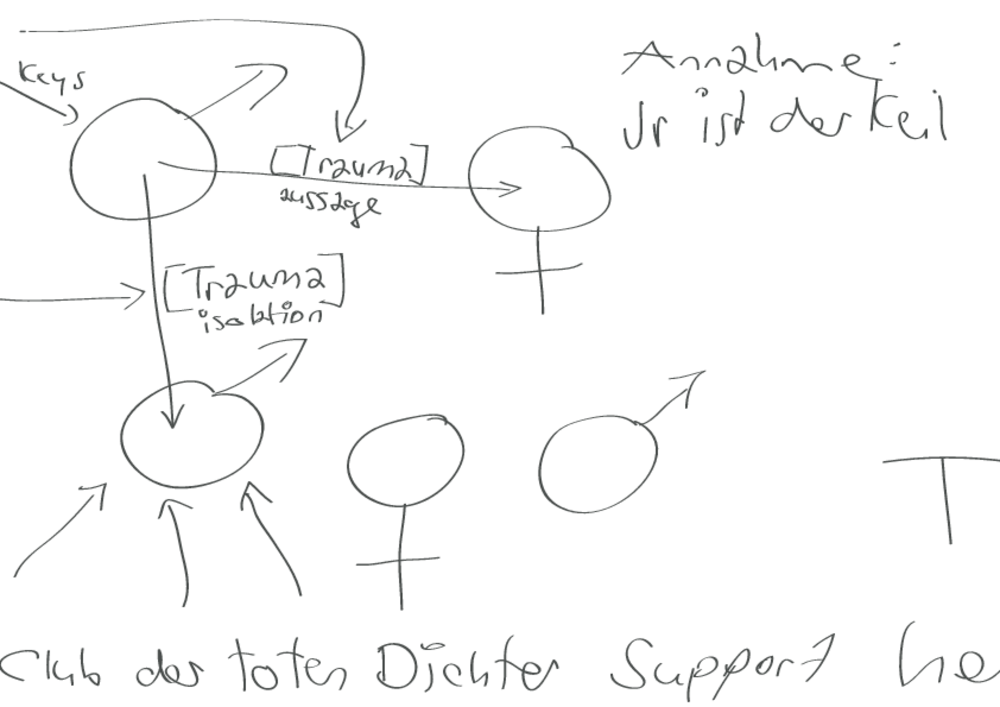 Keys
Annahme:
Jr ist der Keil
[Trauma]
aussage
[Trauma]
isolation
T
Club der toten Dichter Support he